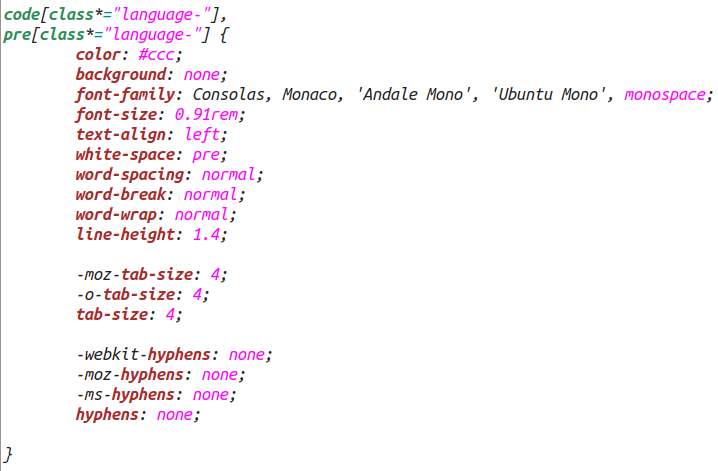 code[class*="language-"],
pre[class*="language-"] {
        color: #ccc;
        background: none;
        font-family: Consolas, Monaco, 'Andale Mono', 'Ubuntu Mono', monospace;
        font-size: 0.91rem;
        text-align: left;
        white-space: pre;
        word-spacing: normal;
        word-break: normal;
        word-wrap: normal;
        line-height: 1.4;

        -moz-tab-size: 4;
        -o-tab-size: 4;
        tab-size: 4;

        -webkit-hyphens: none;
        -moz-hyphens: none;
        -ms-hyphens: none;
        hyphens: none;

}